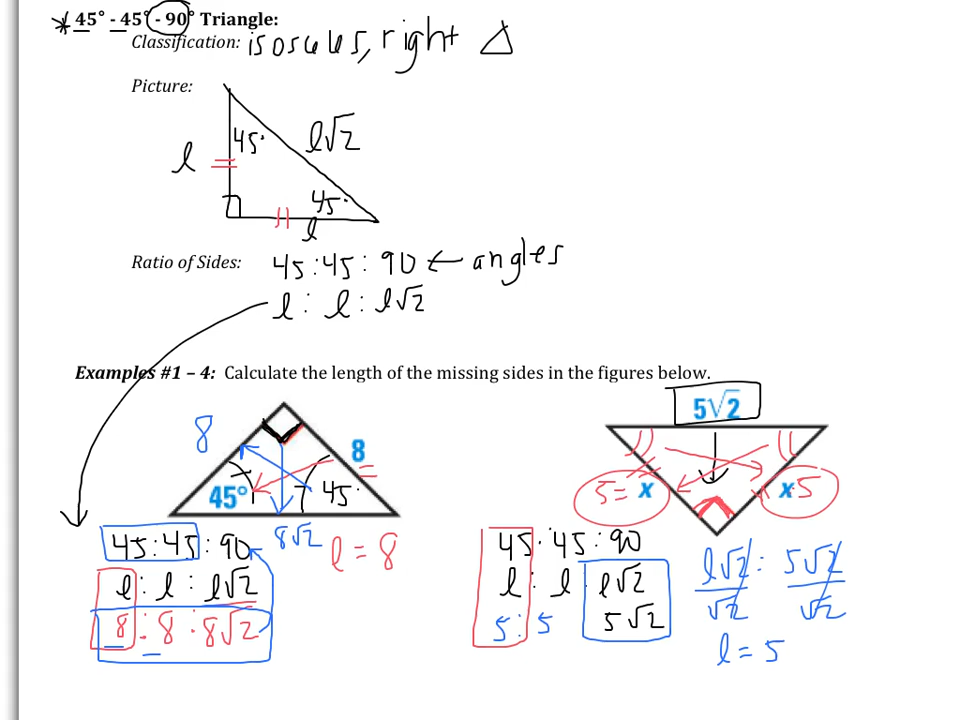 * 45° - 45° - 90° Triangle:
Classification: isosceles, right △
Picture:
45°
l
l√2
45°
l
Ratio of Sides: 45 : 45 : 90 ← angles
l : l : l√2
Examples #1 – 4: Calculate the length of the missing sides in the figures below.
8
8
45°
45°
8√2
l = 8
45 : 45 : 90
l : l : l√2
8 : 8 : 8√2
5√2
5 = x
x 5
45 : 45 : 90
l : l : l√2
5 : 5 5√2
l√2 : 5√2
√2 √2
l = 5